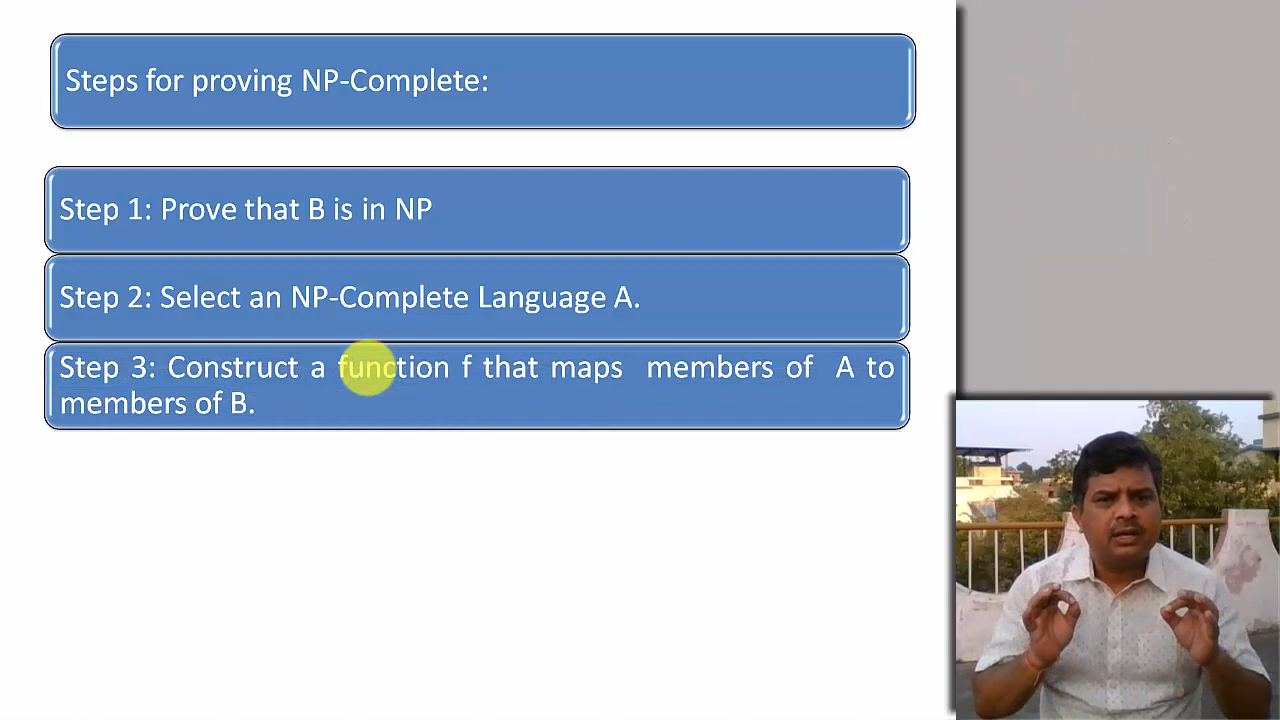 Steps for proving NP-Complete:
Step 1: Prove that B is in NP
Step 2: Select an NP-Complete Language A.
Step 3: Construct a function f that maps members of A to
members of B.